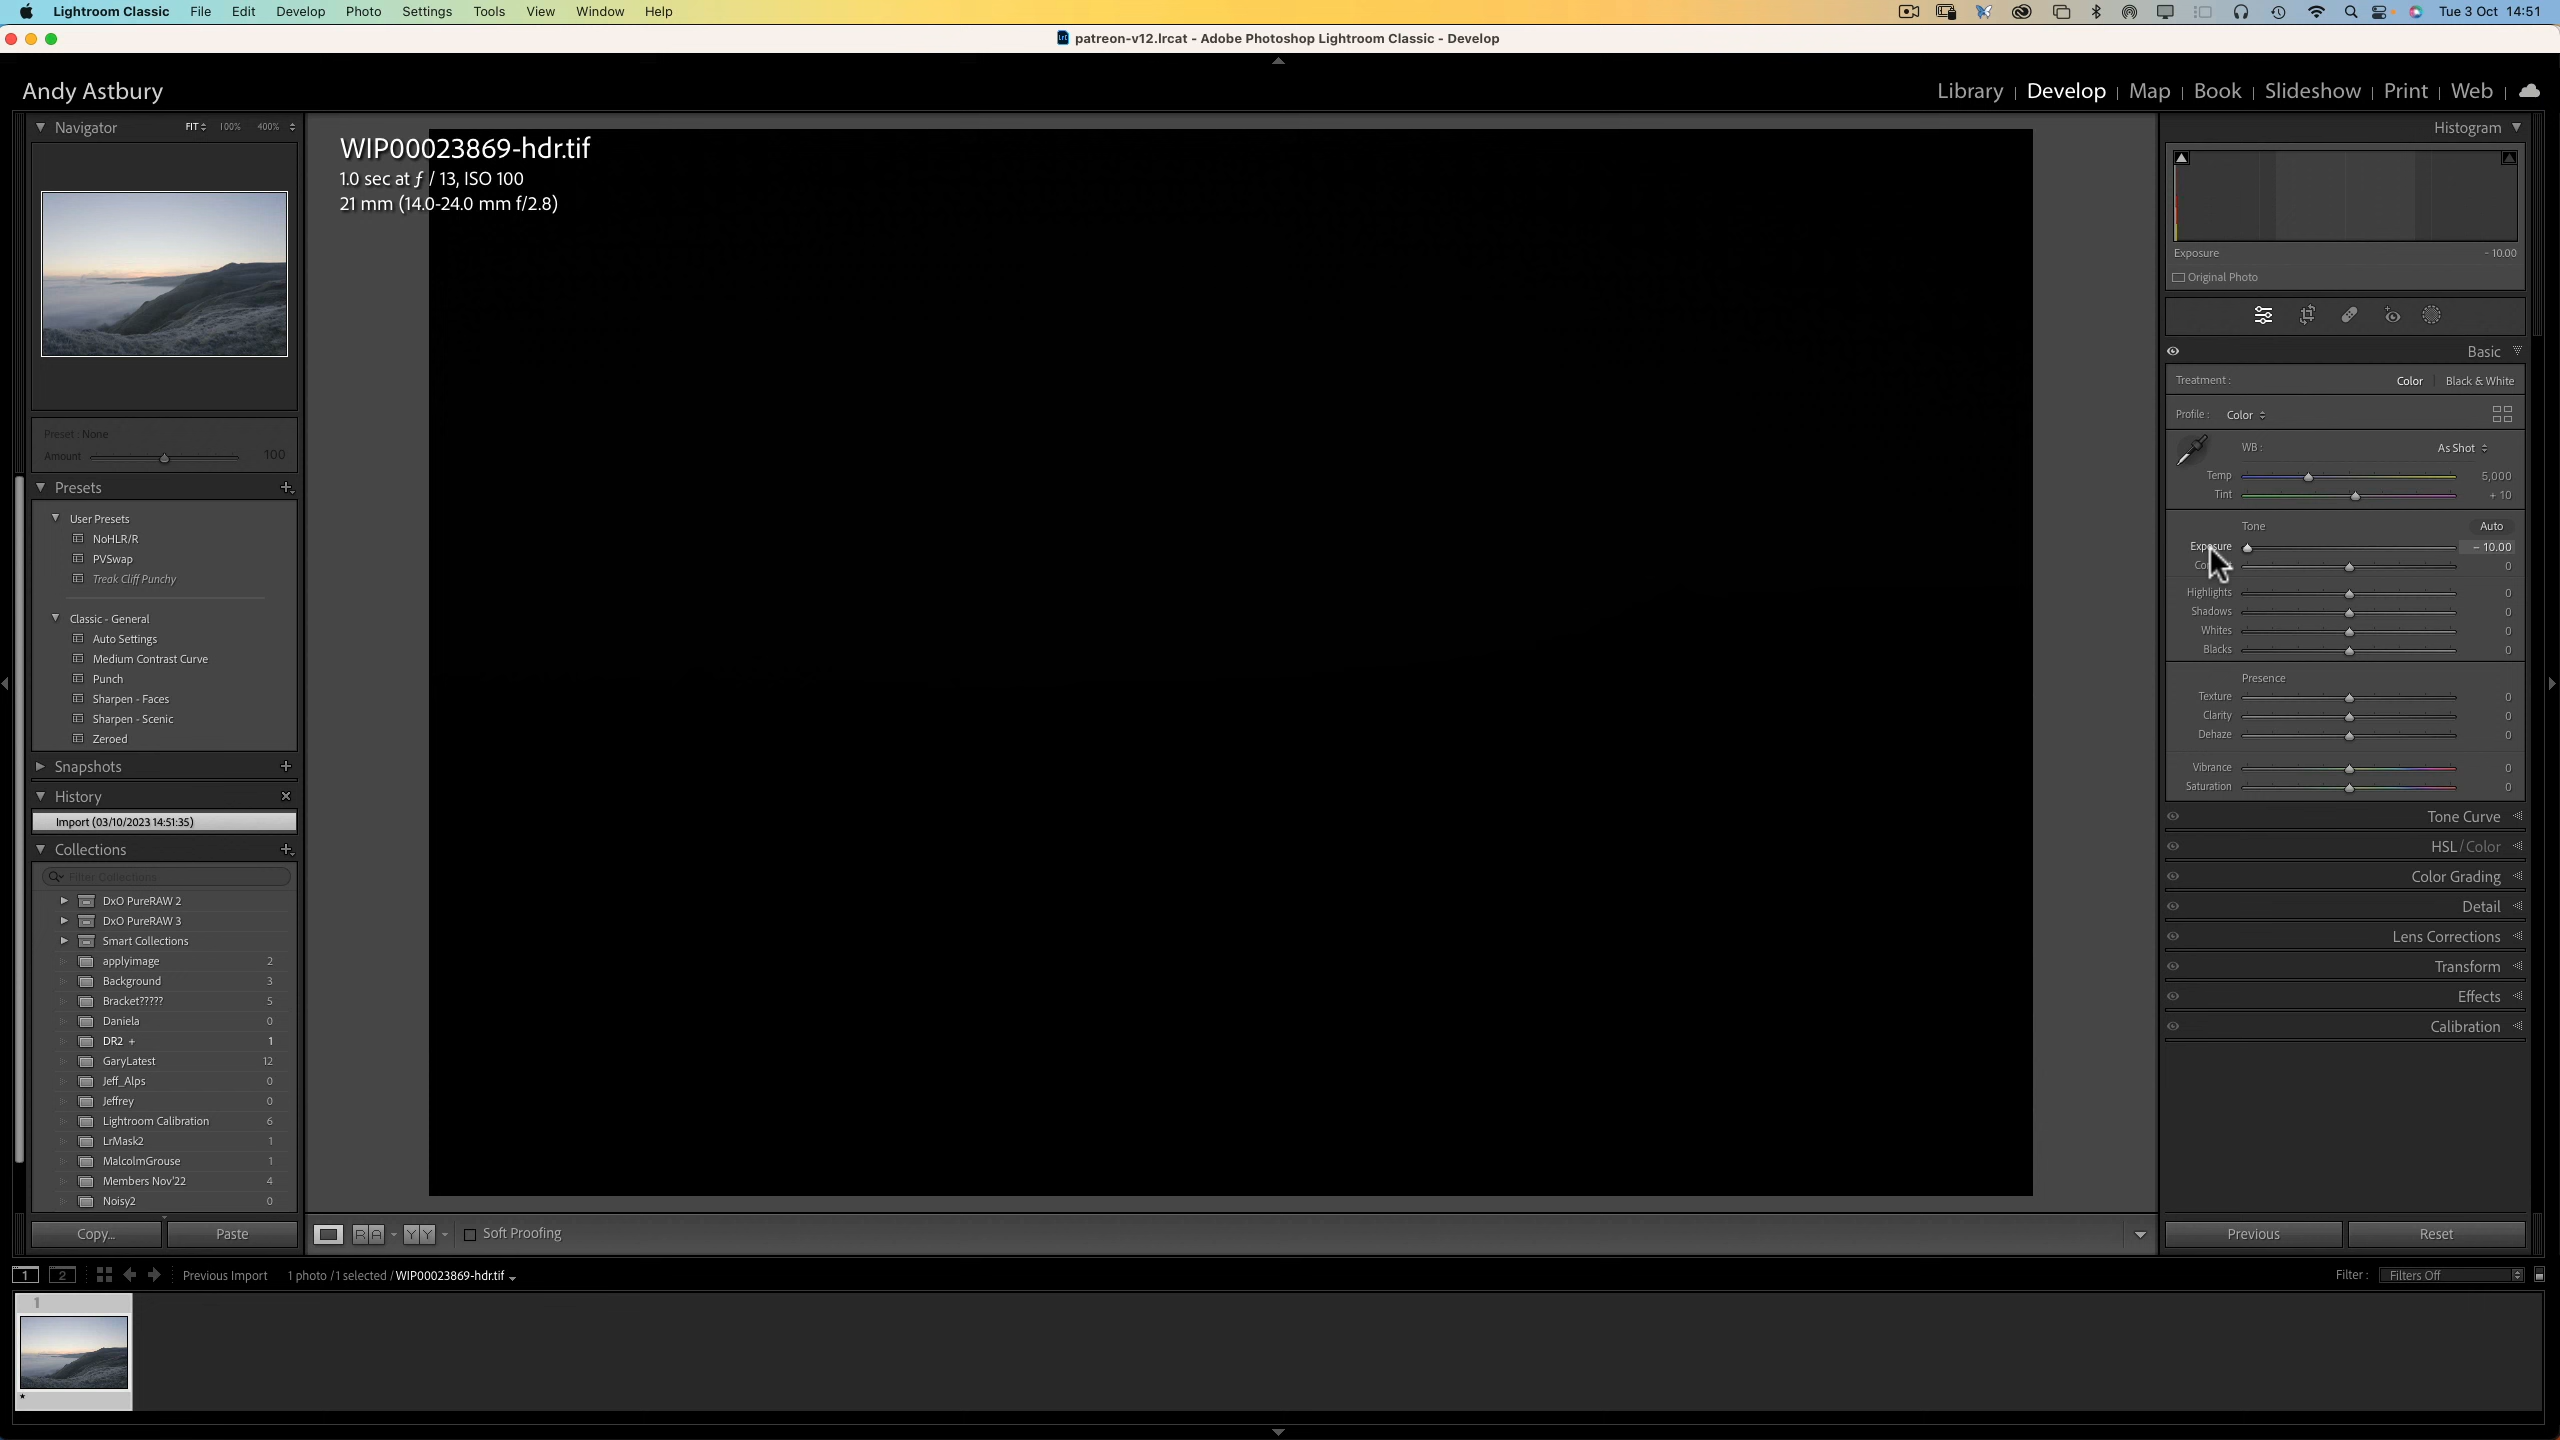 Lightroom Classic File Edit Develop Photo Settings Tools View Window Help Tue 3 Oct 14:51
patreon-v12.lrcat - Adobe Photoshop Lightroom Classic - Develop
Andy Astbury
Library | Develop | Map | Book | Slideshow | Print | Web |
Navigator FIT 100% 400%
Preset : None
Amount 100
Presets
User Presets
NoHLR/R
PVSwap
Treak Cliff Punchy
Classic - General
Auto Settings
Medium Contrast Curve
Punch
Sharpen - Faces
Sharpen - Scenic
Zeroed
Snapshots
History
Import (03/10/2023 14:51:35)
Collections
Filter Collections
DxO PureRAW 2
DxO PureRAW 3
Smart Collections
applyimage 2
Background 3
Bracket????? 5
Daniela 0
DR2 + 1
GaryLatest 12
Jeff_Alps 0
Jeffrey 0
Lightroom Calibration 6
LrMask2 1
MalcolmGrouse 1
Members Nov'22 4
Noisy2 0
Copy... Paste
WIP00023869-hdr.tif
1.0 sec at ƒ / 13, ISO 100
21 mm (14.0-24.0 mm f/2.8)
R A Y Y Soft Proofing
Histogram
Exposure - 10.00
Original Photo
Basic
Treatment : Color Black & White
Profile : Color
WB : As Shot
Temp 5,000
Tint + 10
Tone Auto
Exposure - 10.00
0
Highlights 0
Shadows 0
Whites 0
Blacks 0
Presence
Texture 0
Clarity 0
Dehaze 0
Vibrance 0
Saturation 0
Tone Curve
HSL / Color
Color Grading
Detail
Lens Corrections
Transform
Effects
Calibration
Previous Reset
1 2 Previous Import 1 photo / 1 selected / WIP00023869-hdr.tif Filter : Filters Off
1